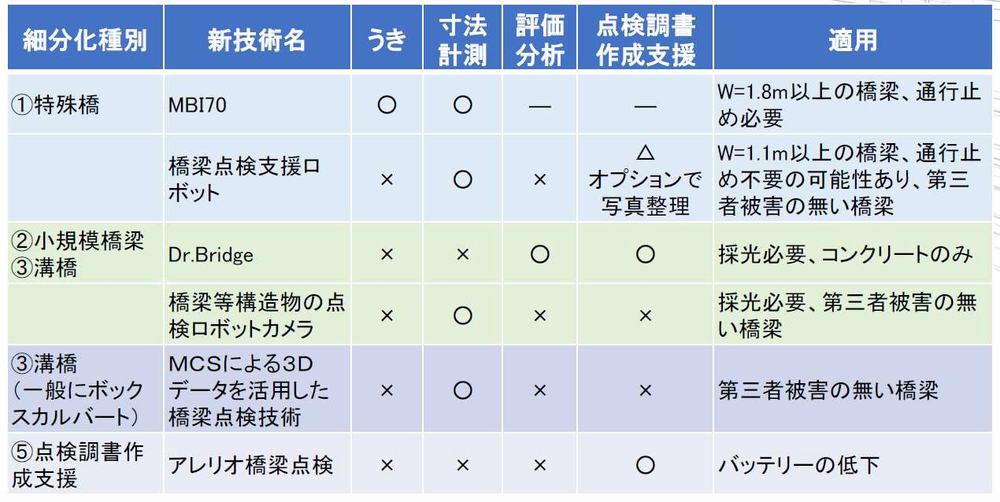 細分化種別 新技術名 うき 寸法計測 評価分析 点検調書作成支援 適用
①特殊橋 MBI70 〇 〇 ― ― W=1.8m以上の橋梁、通行止め必要
橋梁点検支援ロボット × 〇 × △オプションで写真整理 W=1.1m以上の橋梁、通行止め不要の可能性あり、第三者被害の無い橋梁
②小規模橋梁③溝橋 Dr.Bridge × × 〇 〇 採光必要、コンクリートのみ
橋梁等構造物の点検ロボットカメラ × 〇 × × 採光必要、第三者被害の無い橋梁
③溝橋（一般にボックスカルバート） ＭＣＳによる３Ｄデータを活用した橋梁点検技術 × 〇 × × 第三者被害の無い橋梁
⑤点検調書作成支援 アレリオ橋梁点検 × × × 〇 バッテリーの低下